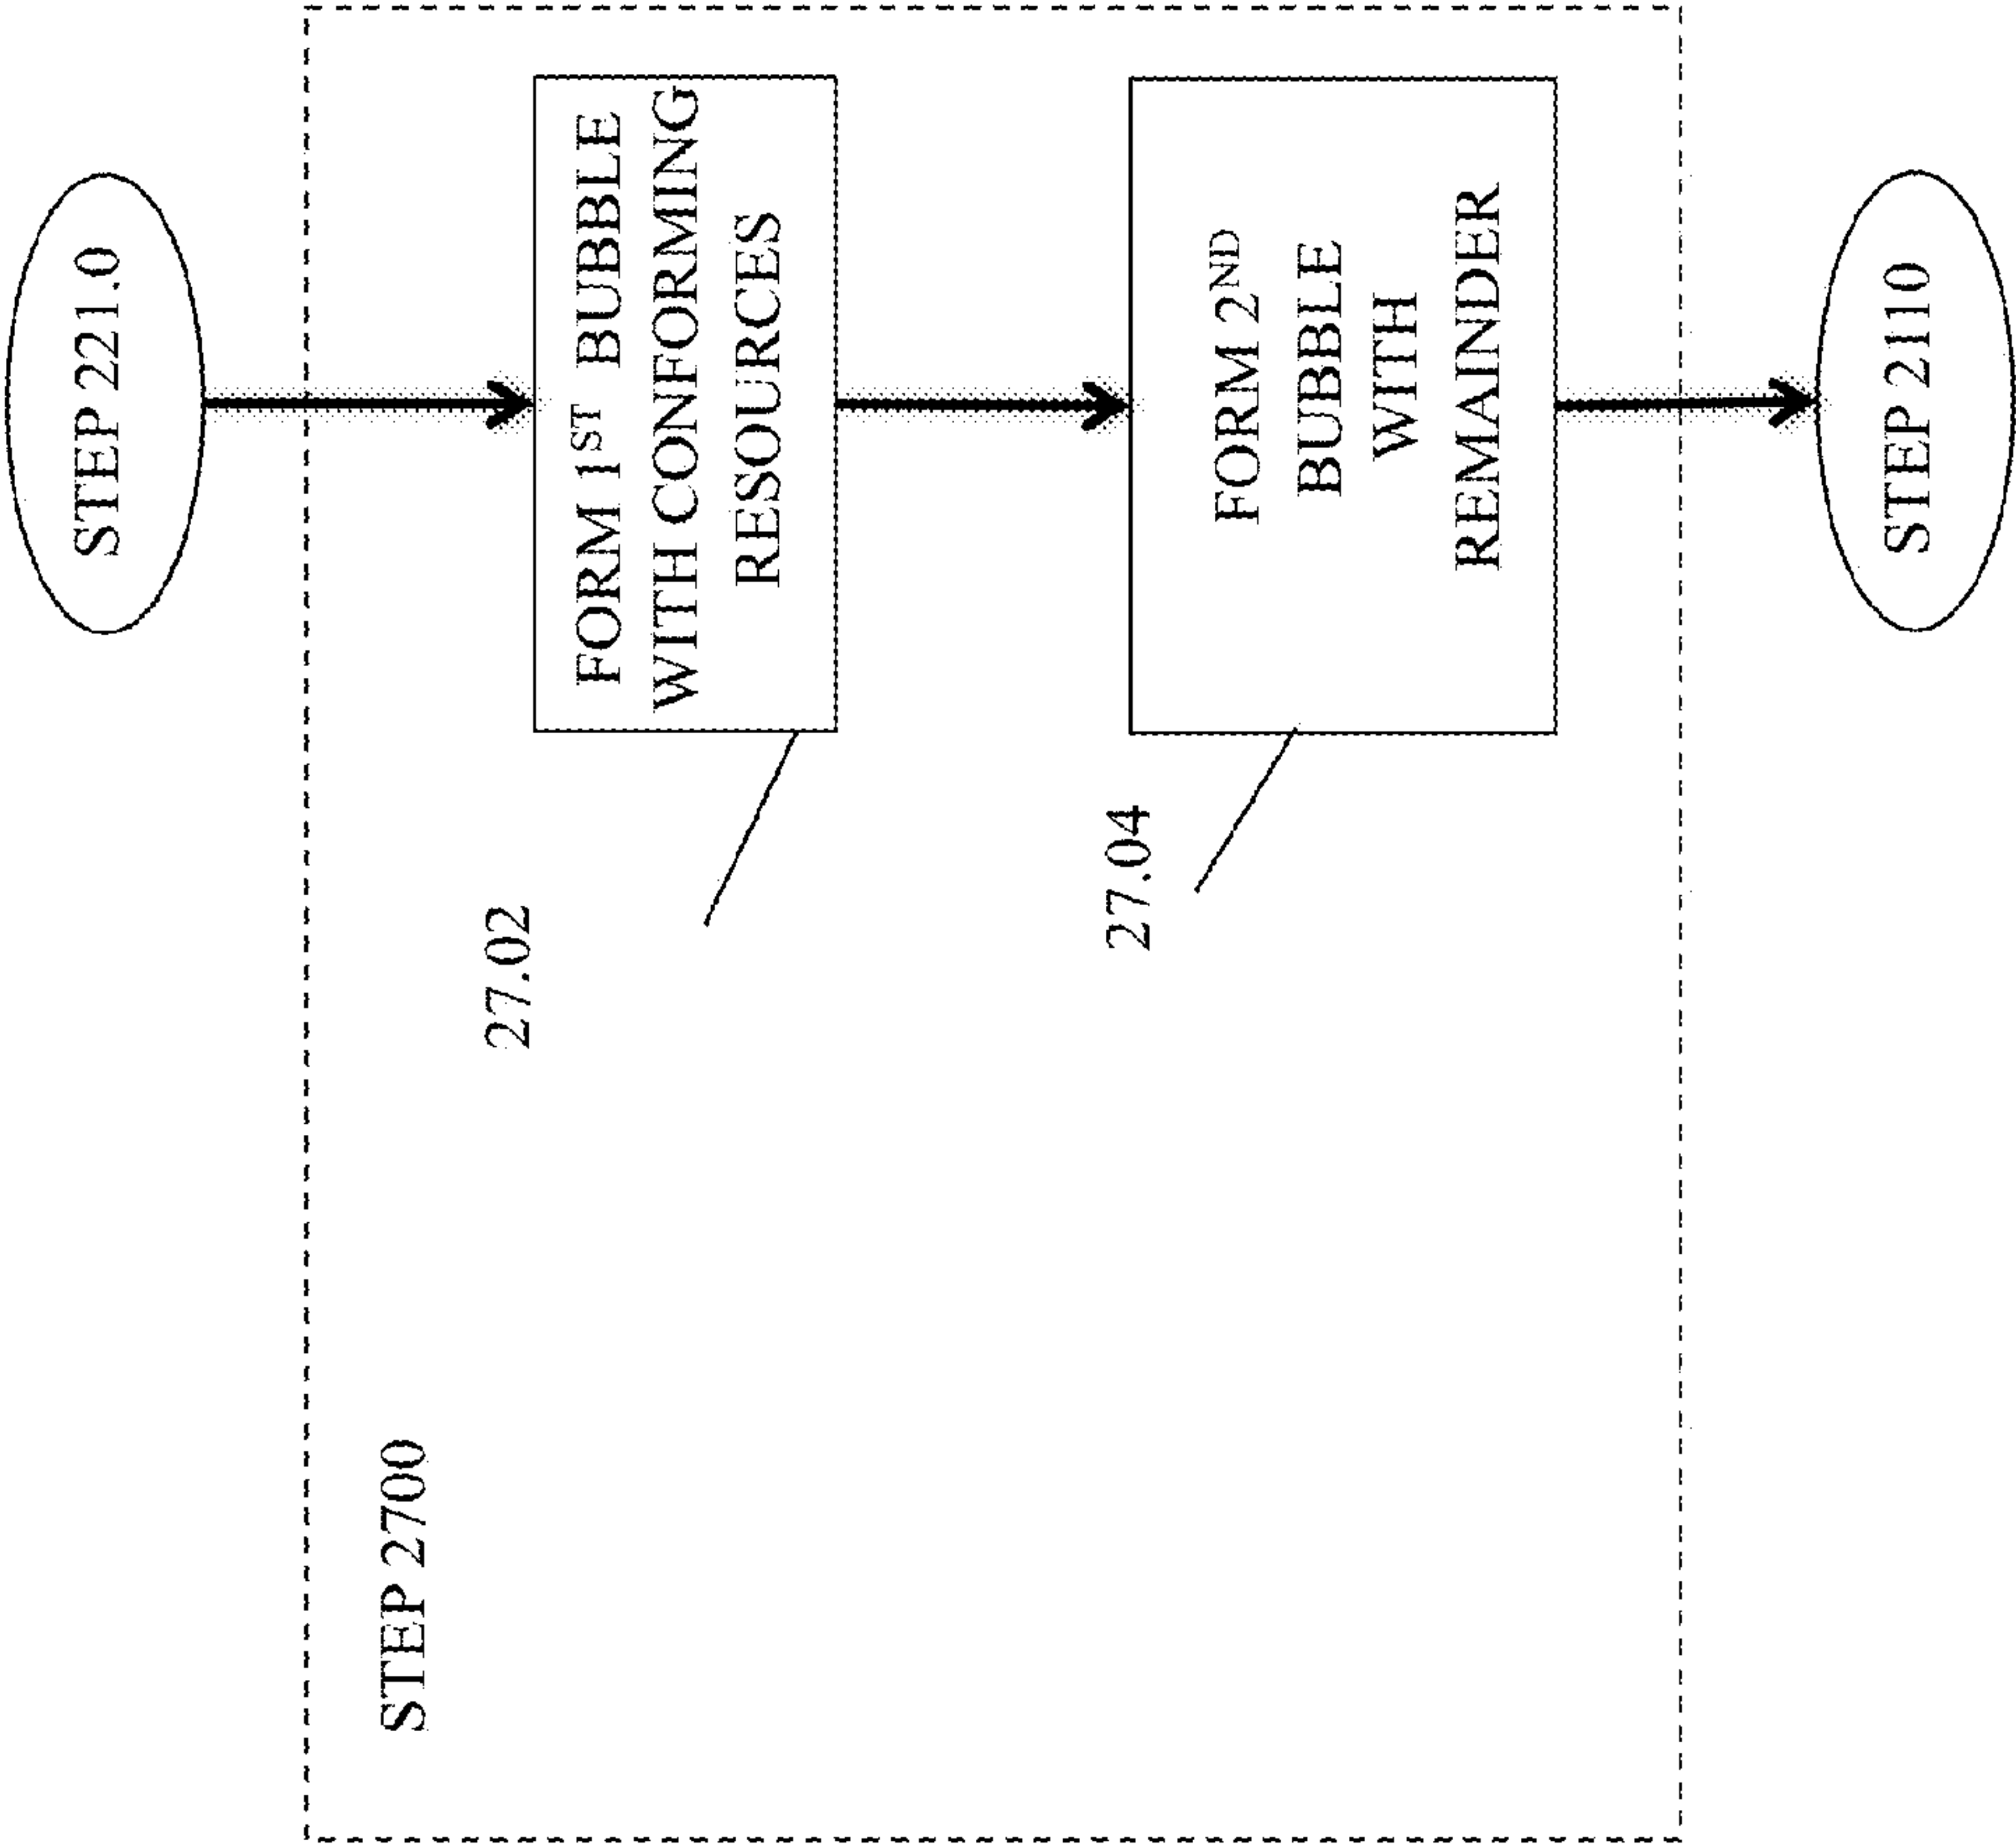 STEP 221.0
STEP 2700
27.02
FORM 1ST BUBBLE
WITH CONFORMING
RESOURCES
27.04
FORM 2ND
BUBBLE
WITH
REMAINDER
STEP 2110